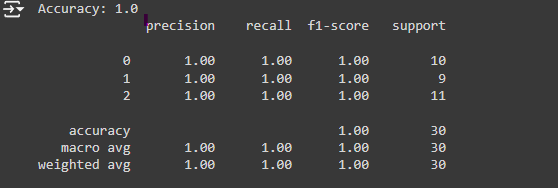 Accuracy: 1.0
precision recall f1-score support
0 1.00 1.00 1.00 10
1 1.00 1.00 1.00 9
2 1.00 1.00 1.00 11
accuracy 1.00 30
macro avg 1.00 1.00 1.00 30
weighted avg 1.00 1.00 1.00 30